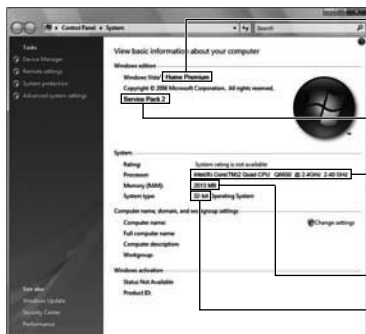 Control Panel ▸ System
Search
Tasks
Device Manager
Remote settings
System protection
Advanced system settings
See also
Windows Update
Security Center
Performance
View basic information about your computer
Windows edition
Windows Vista™ Home Premium
Copyright © 2006 Microsoft Corporation. All rights reserved.
Service Pack 2
System
Rating: System rating is not available
Processor: Intel(R) Core(TM)2 Quad CPU Q6600 @ 2.4GHz 2.40 GHz
Memory (RAM): 2013 MB
System type: 32-bit Operating System
Computer name, domain, and workgroup settings
Computer name: Change settings
Full computer name:
Computer description:
Workgroup:
Windows activation
Status Not Available
Product ID: